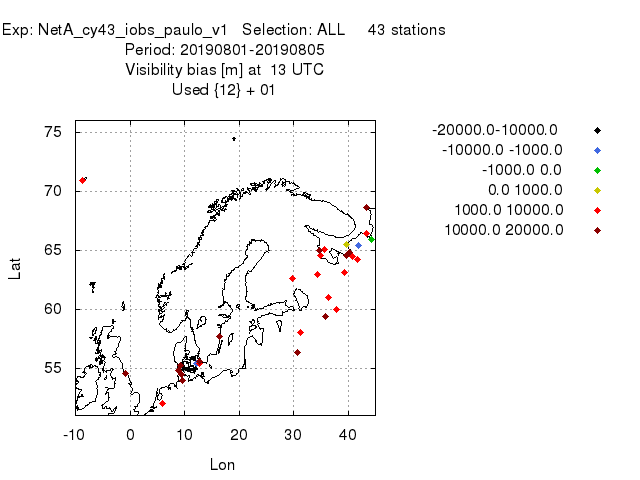 Exp: NetA_cy43_iobs_paulo_v1 Selection: ALL 43 stations
Period: 20190801-20190805
Visibility bias [m] at 13 UTC
Used {12} + 01
-20000.0-10000.0
-10000.0 -1000.0
-1000.0 0.0
0.0 1000.0
1000.0 10000.0
10000.0 20000.0
75
70
65
60
55
Lat
-10 0 10 20 30 40
Lon